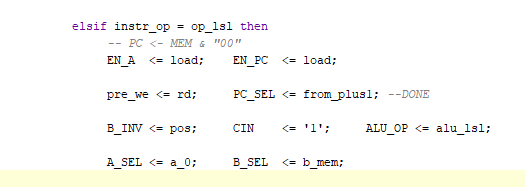 elsif instr_op = op_lsl then
-- PC <- MEM & "00"
EN_A <= load; EN_PC <= load;
pre_we <= rd; PC_SEL <= from_plus1; --DONE
B_INV <= pos; CIN <= '1'; ALU_OP <= alu_lsl;
A_SEL <= a_0; B_SEL <= b_mem;